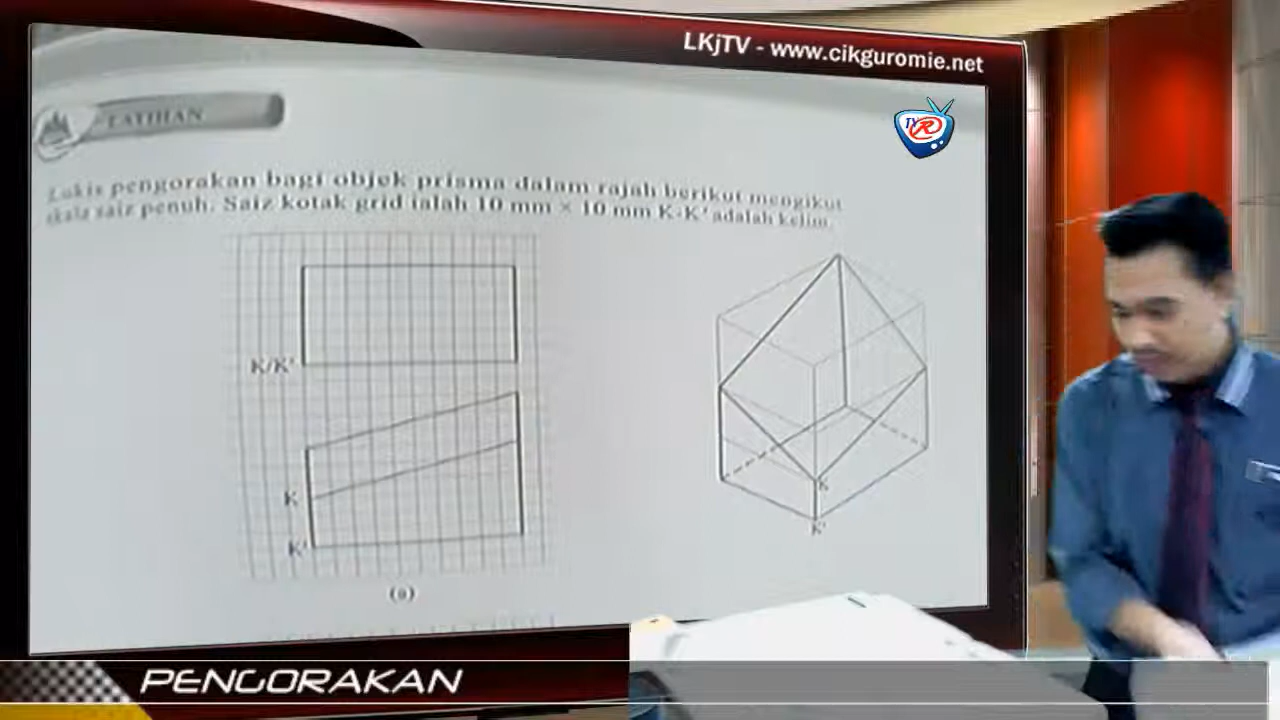 LKjTV - www.cikguromie.net
TV R
LATIHAN
Lukis pengorakan bagi objek prisma dalam rajah berikut mengikut
skala saiz penuh. Saiz kotak grid ialah 10 mm × 10 mm K-K' adalah kelim.
K/K'
K
K'
K
K'
(a)
PENGORAKAN